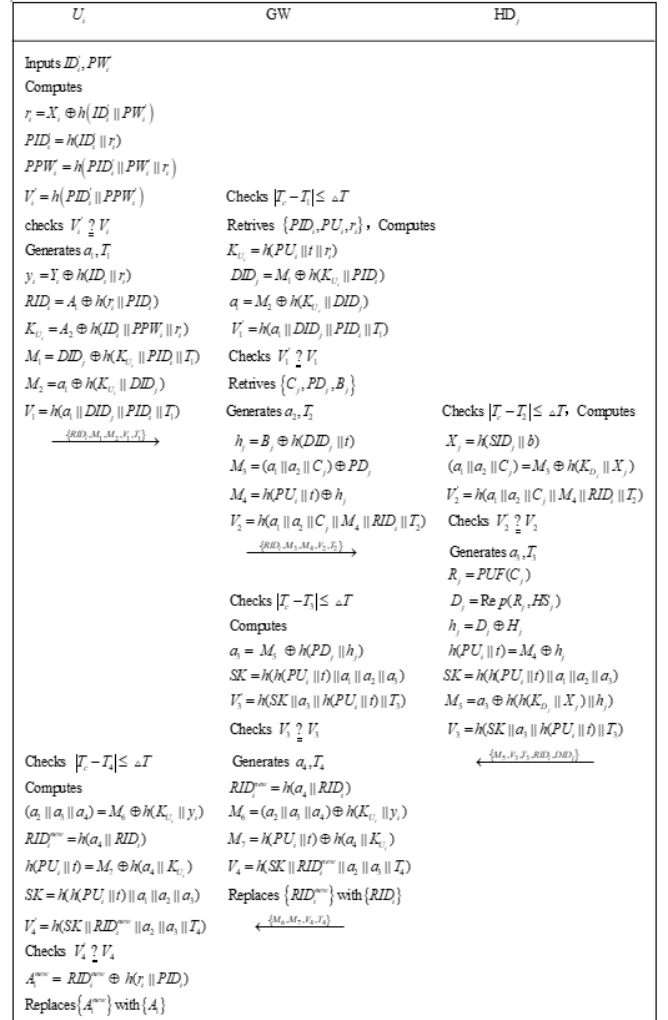 U_i GW HD_j
Inputs ID_i', PW_i'
Computes
r_i = X_i ⊕ h(ID_i' || PW_i')
PID_i' = h(ID_i' || r_i)
PPW_i' = h(PID_i' || PW_i' || r_i)
V_i' = h(PID_i' || PPW_i')
checks V_i' ? V_i
Generates a_1, T_1
y_i = Y_i ⊕ h(ID_i || r_i)
RID_i = A_i ⊕ h(r_i || PID_i)
K_{U_i} = A_2 ⊕ h(ID_i || PPW_i || r_i)
M_1 = DID_j ⊕ h(K_{U_i} || PID_i || T_1)
M_2 = a_1 ⊕ h(K_{U_i} || DID_j)
V_1 = h(a_1 || DID_j || PID_i || T_1)
{RID_i, M_1, M_2, V_1, T_1}
Checks |T_c − T_1| ≤ △T
Retrives {PID_i, PU_i, r_i}, Computes
K_{U_i} = h(PU_i || t || r_i)
DID_j = M_1 ⊕ h(K_{U_i} || PID_i)
a_1 = M_2 ⊕ h(K_{U_i} || DID_j)
V_1' = h(a_1 || DID_j || PID_i || T_1)
Checks V_1' ? V_1
Retrives {C_j, PD_j, B_j}
Generates a_2, T_2
h_j = B_j ⊕ h(DID_j || t)
M_3 = (a_1 || a_2 || C_j) ⊕ PD_j
M_4 = h(PU_i || t) ⊕ h_j
V_2 = h(a_1 || a_2 || C_j || M_4 || RID_i || T_2)
{RID_i, M_3, M_4, V_2, T_2}
Checks |T_c − T_2| ≤ △T, Computes
X_j = h(SID_j || b)
(a_1 || a_2 || C_j) = M_3 ⊕ h(K_{D_j} || X_j)
V_2' = h(a_1 || a_2 || C_j || M_4 || RID_i || T_2)
Checks V_2' ? V_2
Generates a_3, T_3
R_j = PUF(C_j)
D_j = Re p(R_j, HS_j)
h_j = D_j ⊕ H_j
h(PU_i || t) = M_4 ⊕ h_j
SK = h(h(PU_i || t) || a_1 || a_2 || a_3)
M_5 = a_3 ⊕ h(h(K_{D_j} || X_j) || h_j)
V_3 = h(SK || a_3 || h(PU_i || t) || T_3)
{M_5, V_3, T_3, RID_i, DID_j}
Checks |T_c − T_3| ≤ △T
Computes
a_3 = M_5 ⊕ h(PD_j || h_j)
SK = h(h(PU_i || t) || a_1 || a_2 || a_3)
V_3' = h(SK || a_3 || h(PU_i || t) || T_3)
Checks V_3' ? V_3
Generates a_4, T_4
RID_i^{new} = h(a_4 || RID_i)
M_6 = (a_2 || a_3 || a_4) ⊕ h(K_{U_i} || y_i)
M_7 = h(PU_i || t) ⊕ h(a_4 || K_{U_i})
V_4 = h(SK || RID_i^{new} || a_2 || a_3 || T_4)
Replaces {RID_i^{new}} with {RID_i}
{M_6, M_7, V_4, T_4}
Checks |T_c − T_4| ≤ △T
Computes
(a_2 || a_3 || a_4) = M_6 ⊕ h(K_{U_i} || y_i)
RID_i^{new} = h(a_4 || RID_i)
h(PU_i || t) = M_7 ⊕ h(a_4 || K_{U_i})
SK = h(h(PU_i || t) || a_1 || a_2 || a_3)
V_4' = h(SK || RID_i^{new} || a_2 || a_3 || T_4)
Checks V_4' ? V_4
A_i^{new} = RID_i^{new} ⊕ h(r_i || PID_i)
Replaces {A_i^{new}} with {A_i}